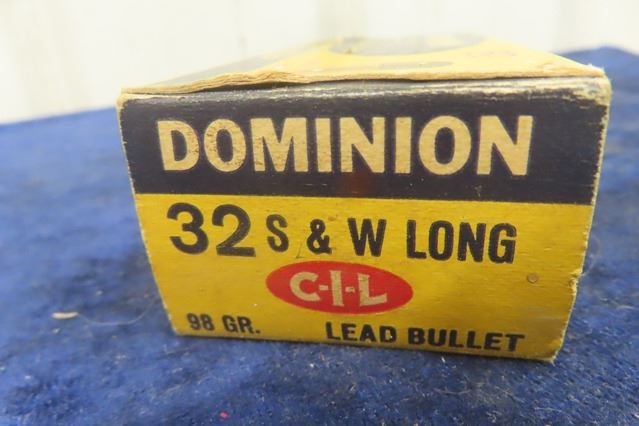 DOMINION
32 S & W LONG
C-I-L
98 GR. LEAD BULLET